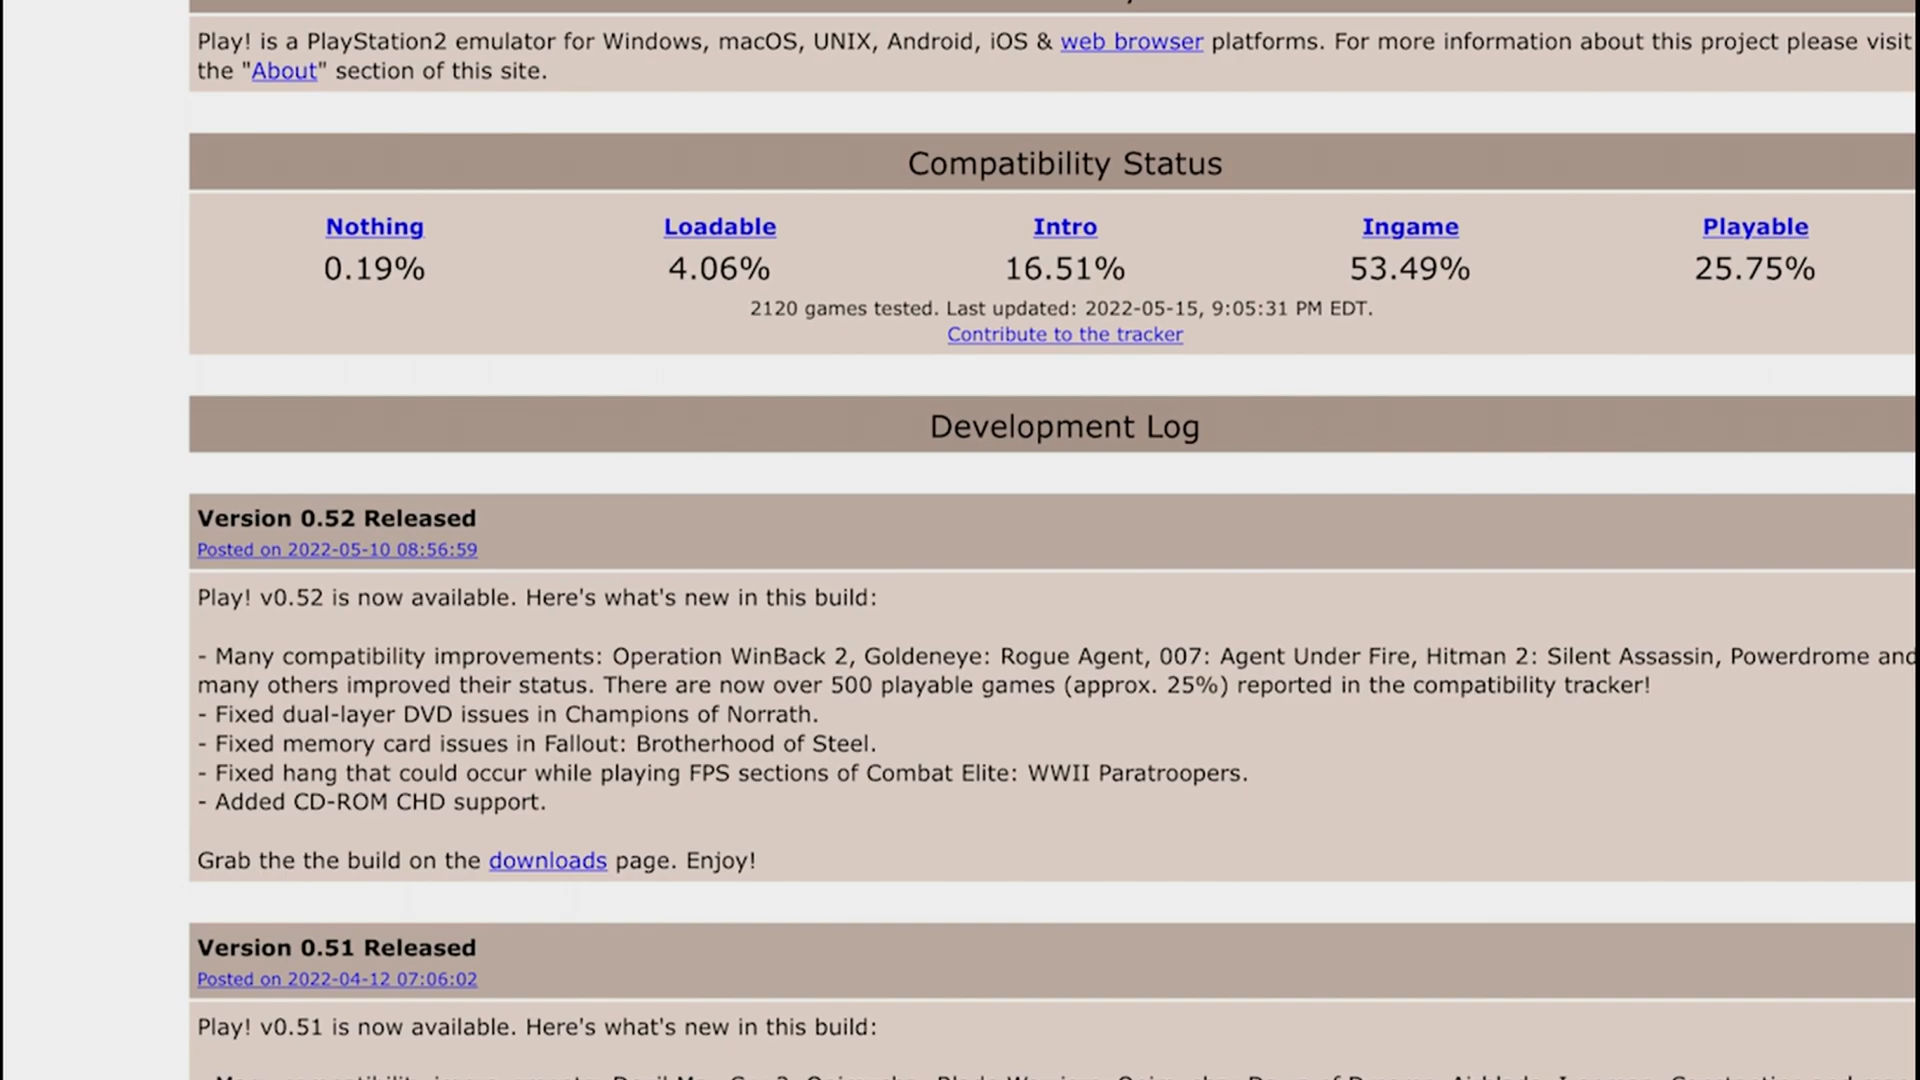 Play! is a PlayStation2 emulator for Windows, macOS, UNIX, Android, iOS & web browser platforms. For more information about this project please visit
the "About" section of this site.
Compatibility Status
Nothing Loadable Intro Ingame Playable
0.19% 4.06% 16.51% 53.49% 25.75%
2120 games tested. Last updated: 2022-05-15, 9:05:31 PM EDT.
Contribute to the tracker
Development Log
Version 0.52 Released
Posted on 2022-05-10 08:56:59
Play! v0.52 is now available. Here's what's new in this build:
- Many compatibility improvements: Operation WinBack 2, Goldeneye: Rogue Agent, 007: Agent Under Fire, Hitman 2: Silent Assassin, Powerdrome and
many others improved their status. There are now over 500 playable games (approx. 25%) reported in the compatibility tracker!
- Fixed dual-layer DVD issues in Champions of Norrath.
- Fixed memory card issues in Fallout: Brotherhood of Steel.
- Fixed hang that could occur while playing FPS sections of Combat Elite: WWII Paratroopers.
- Added CD-ROM CHD support.
Grab the the build on the downloads page. Enjoy!
Version 0.51 Released
Posted on 2022-04-12 07:06:02
Play! v0.51 is now available. Here's what's new in this build: